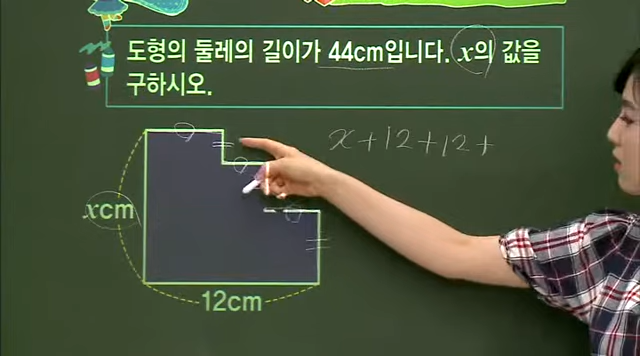 도형의 둘레의 길이가 44cm입니다. x의 값을
구하시오.
x+12+12+
xcm
12cm